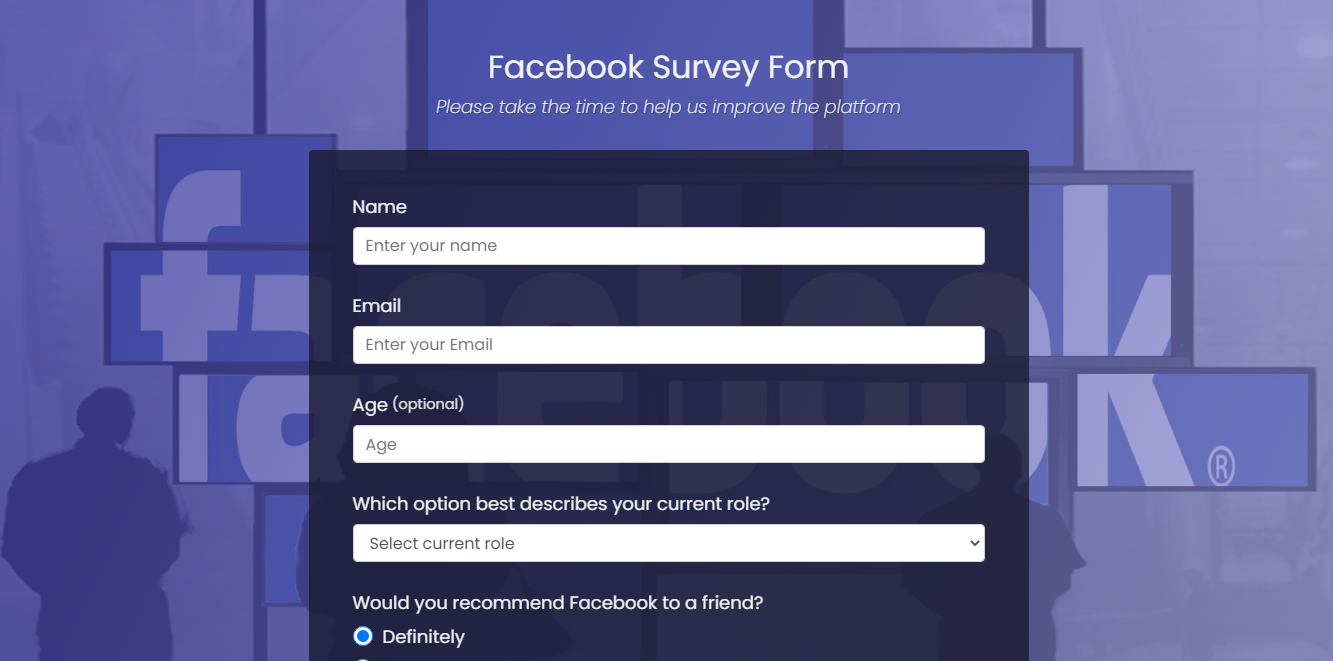 Facebook Survey Form
Please take the time to help us improve the platform
facebook
®
Name
Enter your name
Email
Enter your Email
Age (optional)
Age
Which option best describes your current role?
Select current role
Would you recommend Facebook to a friend?
Definitely